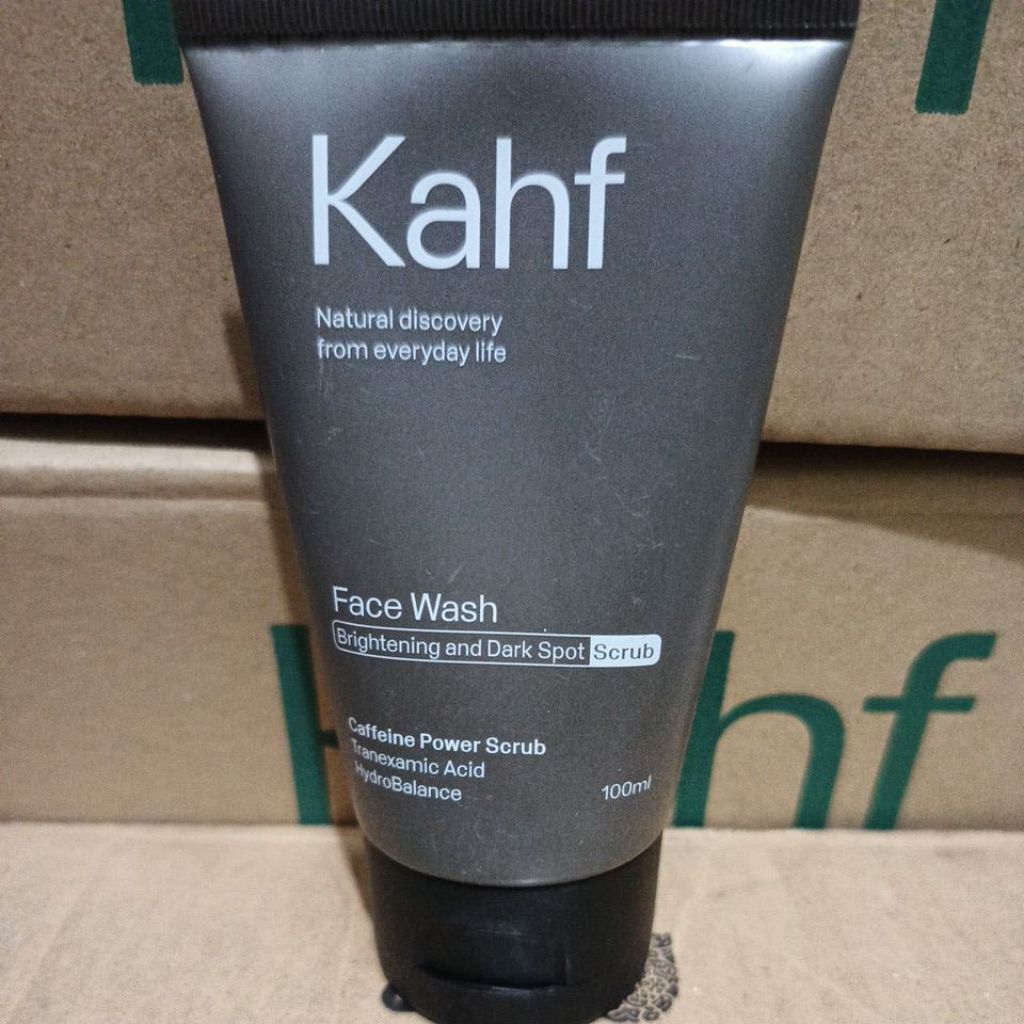 Kahf
Natural discovery
from everyday life
Face Wash
Brightening and Dark Spot Scrub
Caffeine Power Scrub
Tranexamic Acid
HydroBalance
100ml
hf